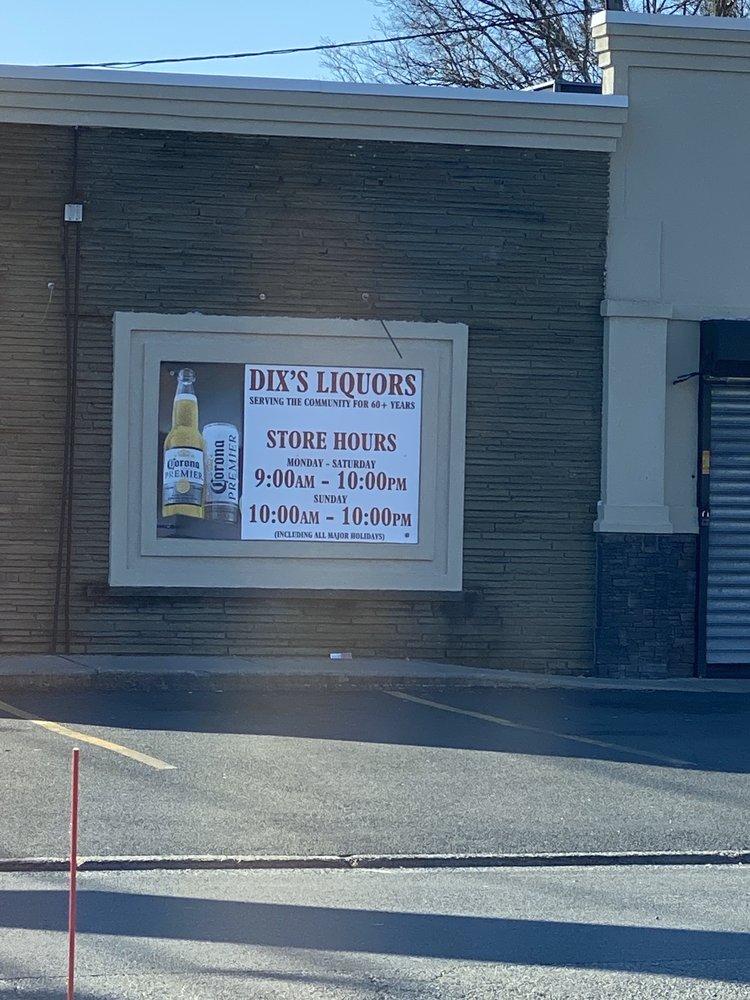 DIX'S LIQUORS
SERVING THE COMMUNITY FOR 60+ YEARS
STORE HOURS
MONDAY - SATURDAY
9:00AM - 10:00PM
SUNDAY
10:00AM - 10:00PM
(INCLUDING ALL MAJOR HOLIDAYS)
Corona
PREMIER
Corona
PREMIER